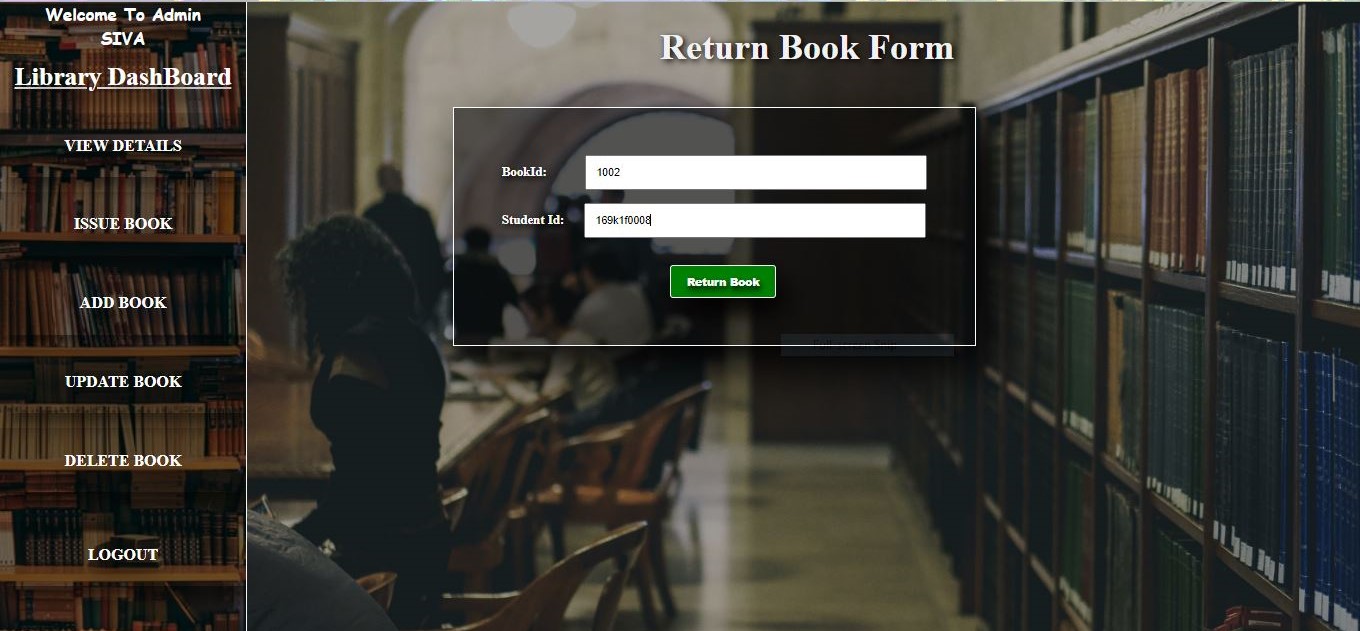 Welcome To Admin
SIVA
Library DashBoard
VIEW DETAILS
ISSUE BOOK
ADD BOOK
UPDATE BOOK
DELETE BOOK
LOGOUT
Return Book Form
BookId:
1002
Student Id:
169k1f0008
Return Book